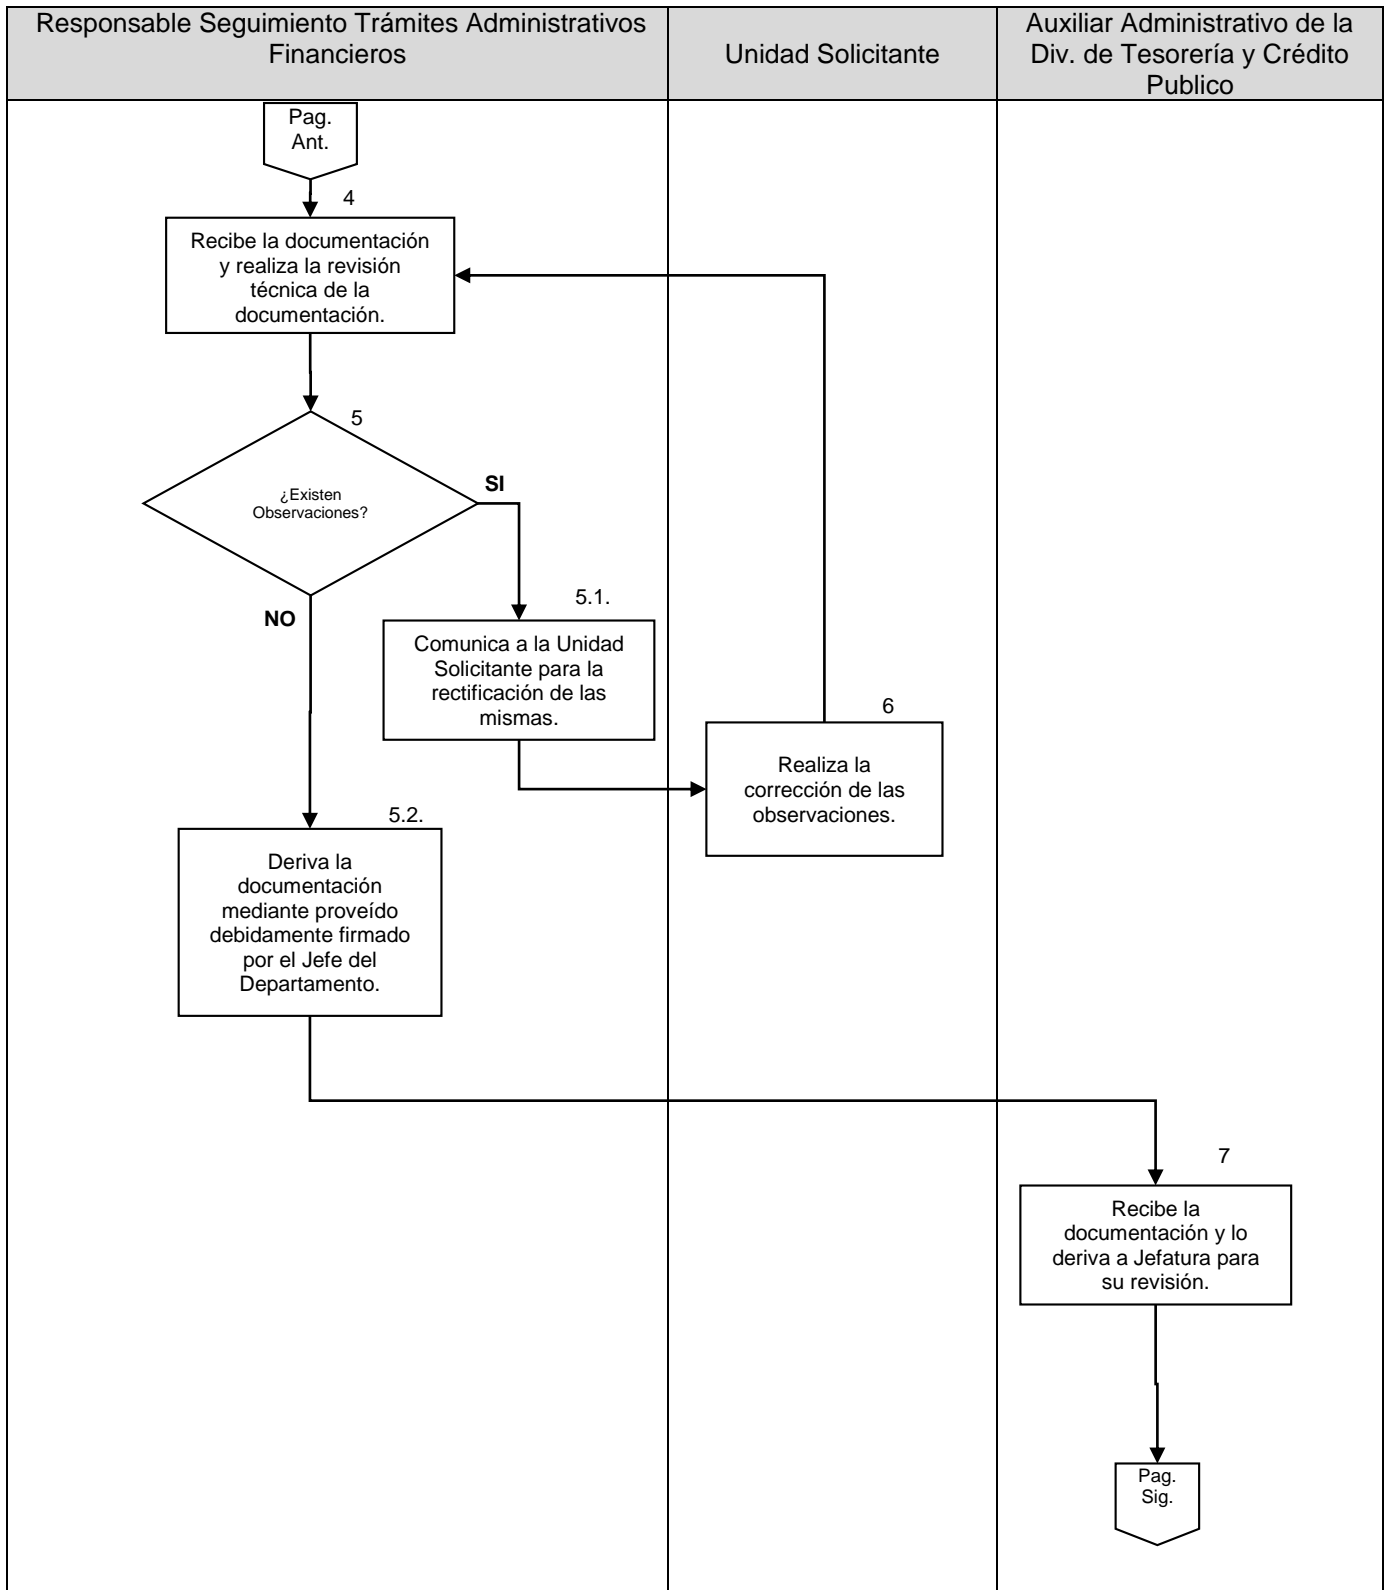 Responsable Seguimiento Trámites Administrativos
Financieros
Unidad Solicitante
Auxiliar Administrativo de la
Div. de Tesorería y Crédito
Publico
Pag.
Ant.
4
Recibe la documentación
y realiza la revisión
técnica de la
documentación.
5
¿Existen
Observaciones?
SI
NO
5.1.
Comunica a la Unidad
Solicitante para la
rectificación de las
mismas.
6
Realiza la
corrección de las
observaciones.
5.2.
Deriva la
documentación
mediante proveído
debidamente firmado
por el Jefe del
Departamento.
7
Recibe la
documentación y lo
deriva a Jefatura para
su revisión.
Pag.
Sig.